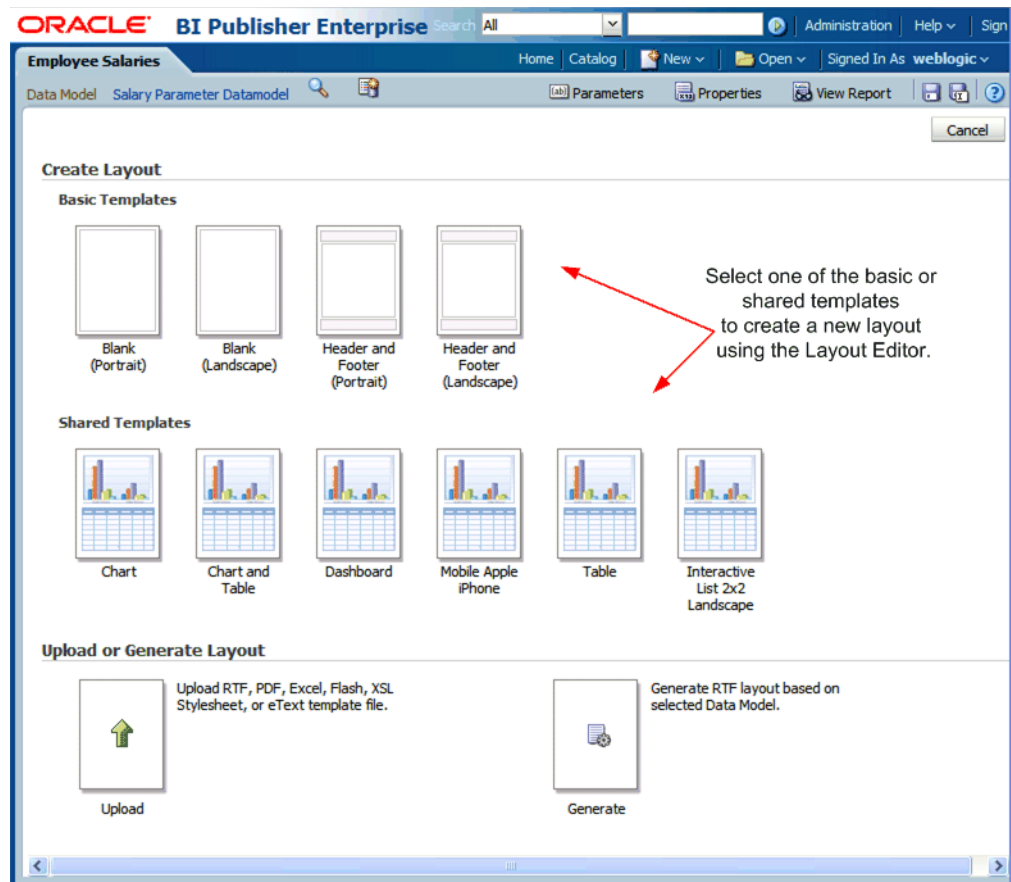 ORACLE BI Publisher Enterprise Search All Administration Help Sign
Employee Salaries Home Catalog New Open Signed In As weblogic
Data Model Salary Parameter Datamodel Parameters Properties View Report
Cancel
Create Layout
Basic Templates
Select one of the basic or
shared templates
to create a new layout
using the Layout Editor.
Blank
(Portrait)
Blank
(Landscape)
Header and
Footer
(Portrait)
Header and
Footer
(Landscape)
Shared Templates
Chart
Chart and
Table
Dashboard
Mobile Apple
iPhone
Table
Interactive
List 2x2
Landscape
Upload or Generate Layout
Upload RTF, PDF, Excel, Flash, XSL
Stylesheet, or eText template file.
Upload
Generate RTF layout based on
selected Data Model.
Generate